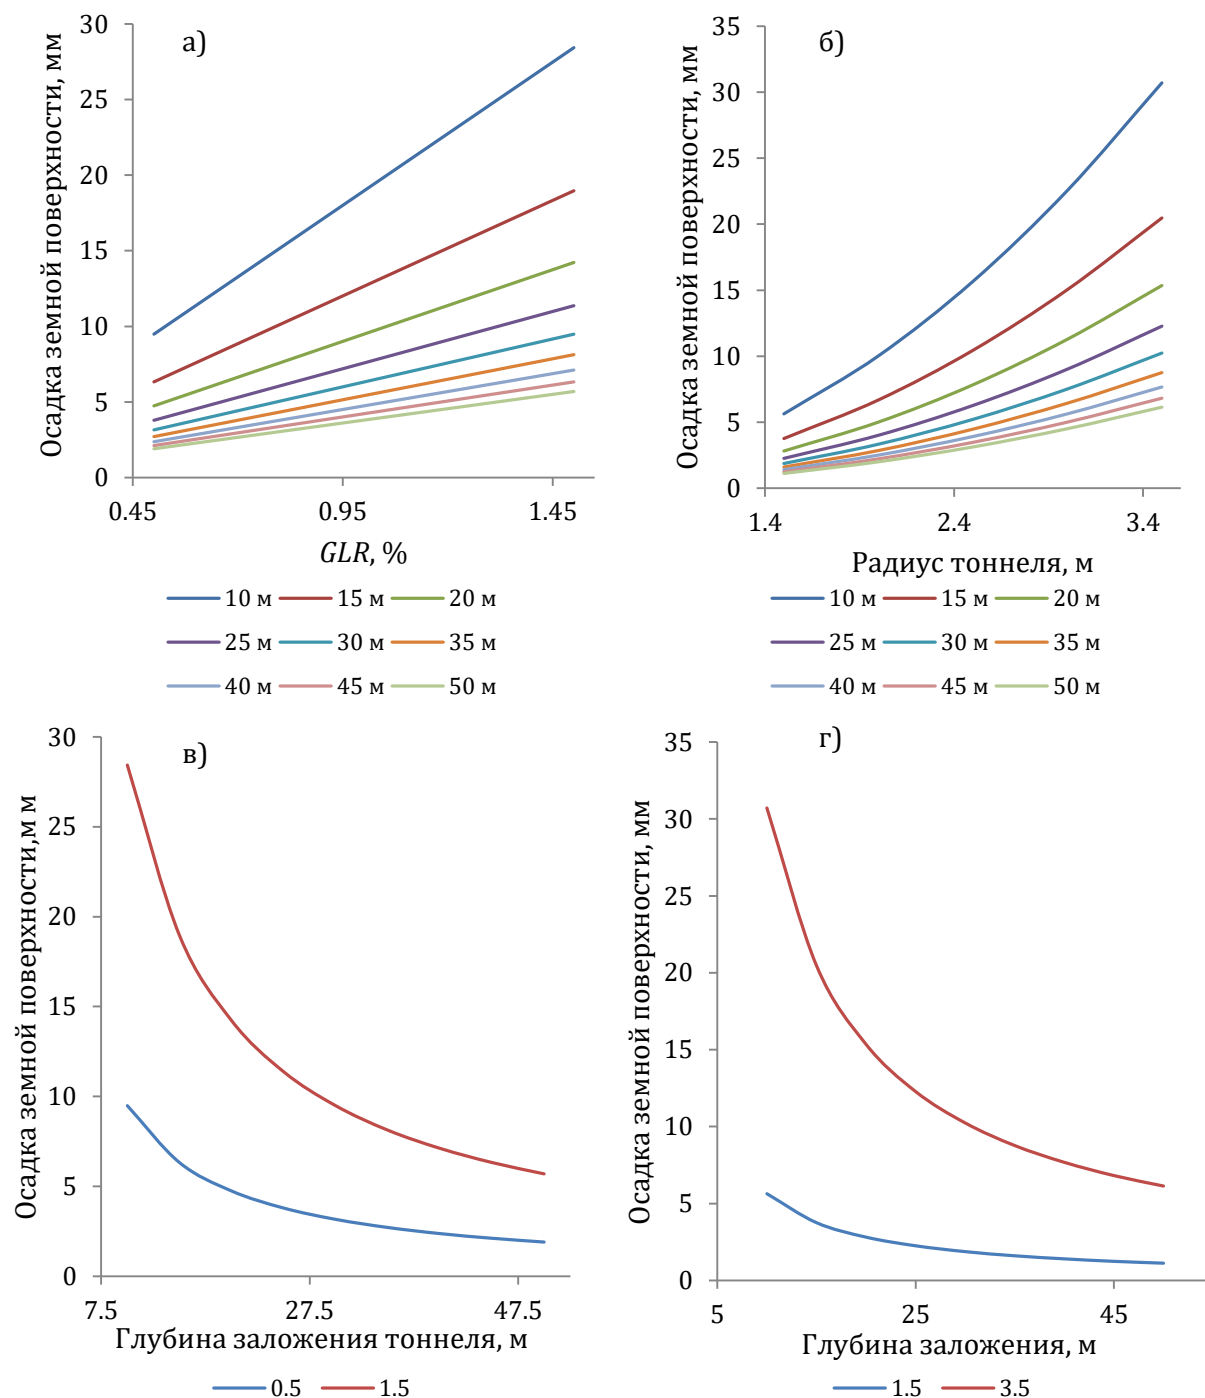 а)
Осадка земной поверхности, мм
30
25
20
15
10
5
0
0.45 0.95 1.45
GLR, %
10 м 15 м 20 м
25 м 30 м 35 м
40 м 45 м 50 м
б)
Осадка земной поверхности, мм
35
30
25
20
15
10
5
0
1.4 2.4 3.4
Радиус тоннеля, м
10 м 15 м 20 м
25 м 30 м 35 м
40 м 45 м 50 м
в)
Осадка земной поверхности,м м
30
25
20
15
10
5
0
7.5 27.5 47.5
Глубина заложения тоннеля, м
0.5 1.5
г)
Осадка земной поверхности, мм
35
30
25
20
15
10
5
0
5 25 45
Глубина заложения, м
1.5 3.5